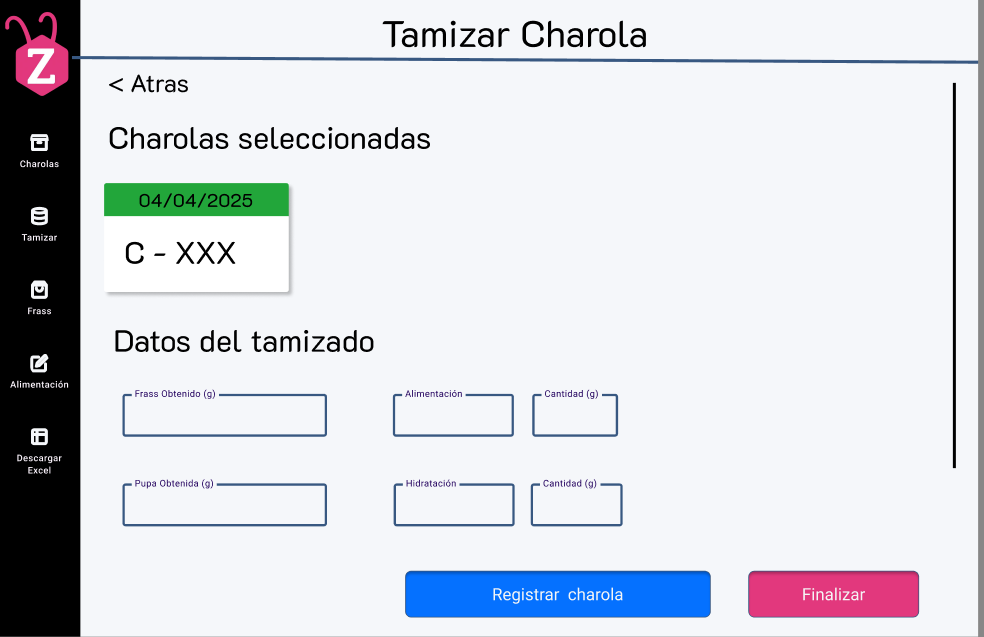 Tamizar Charola
Z
< Atras
Charolas
Tamizar
Frass
Alimentación
Descargar
Excel
Charolas seleccionadas
04/04/2025
C - XXX
Datos del tamizado
Frass Obtenido (g)
Alimentación
Cantidad (g)
Pupa Obtenida (g)
Hidratación
Cantidad (g)
Registrar charola
Finalizar